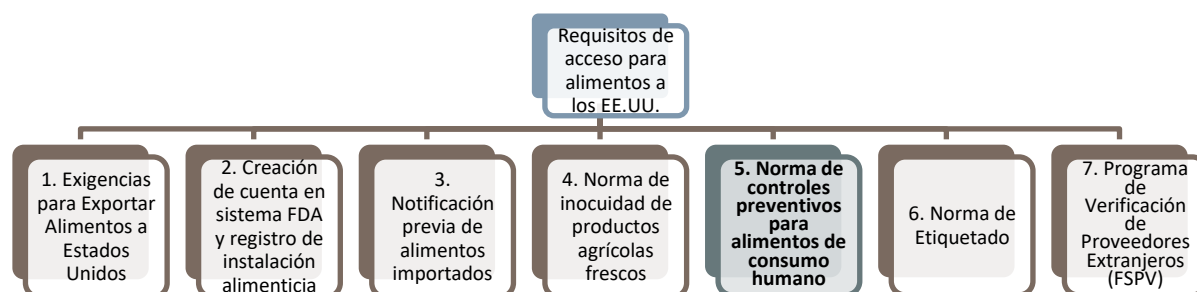 Requisitos de
acceso para
alimentos a
los EE.UU.
1. Exigencias
para Exportar
Alimentos a
Estados
Unidos
2. Creación
de cuenta en
sistema FDA
y registro de
instalación
alimenticia
3.
Notificación
previa de
alimentos
importados
4. Norma de
inocuidad de
productos
agrícolas
frescos
5. Norma de
controles
preventivos
para
alimentos de
consumo
humano
6. Norma de
Etiquetado
7. Programa
de
Verificación
de
Proveedores
Extranjeros
(FSPV)